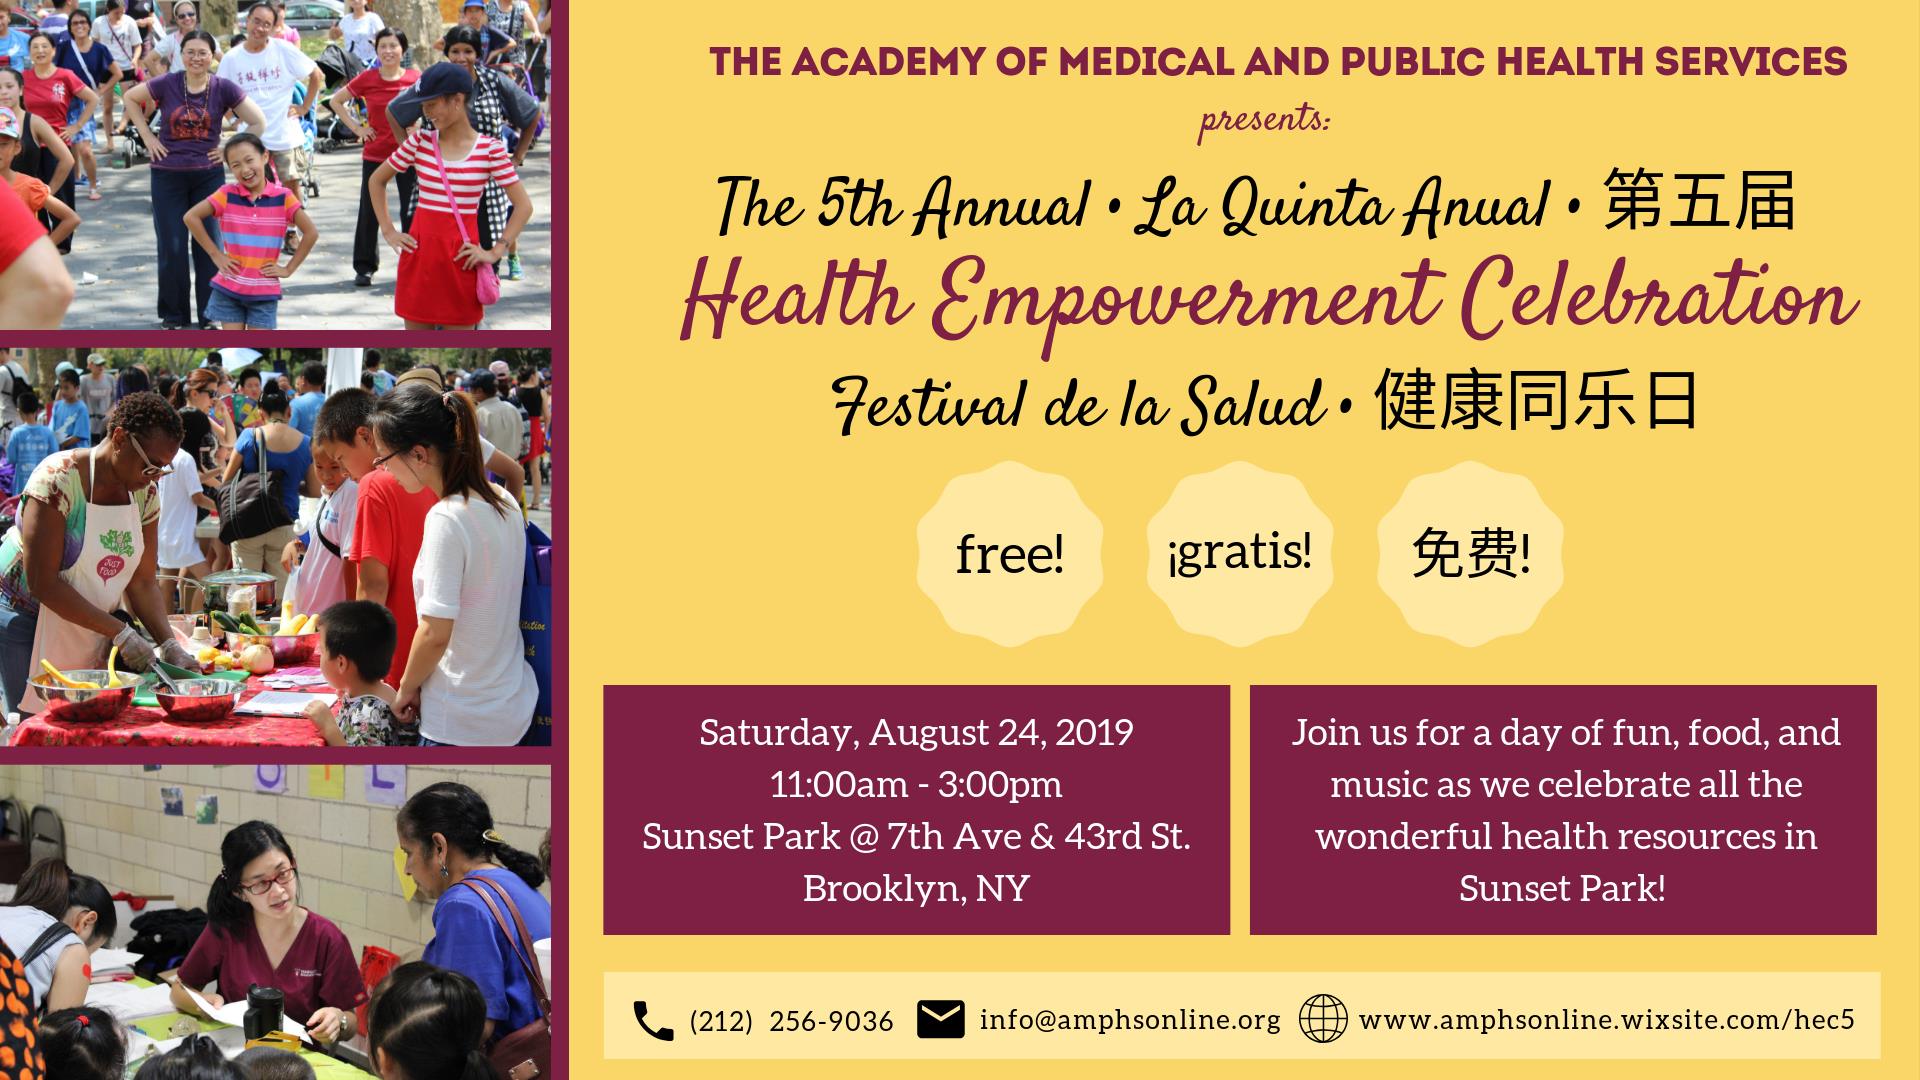 THE ACADEMY OF MEDICAL AND PUBLIC HEALTH SERVICES
presents:
The 5th Annual • La Quinta Anual • 第五届
Health Empowerment Celebration
Festival de la Salud • 健康同乐日
free!
¡gratis!
免费!
Saturday, August 24, 2019
11:00am - 3:00pm
Sunset Park @ 7th Ave & 43rd St.
Brooklyn, NY
Join us for a day of fun, food, and
music as we celebrate all the
wonderful health resources in
Sunset Park!
(212) 256-9036
info@amphsonline.org
www.amphsonline.wixsite.com/hec5
JUST
FOOD